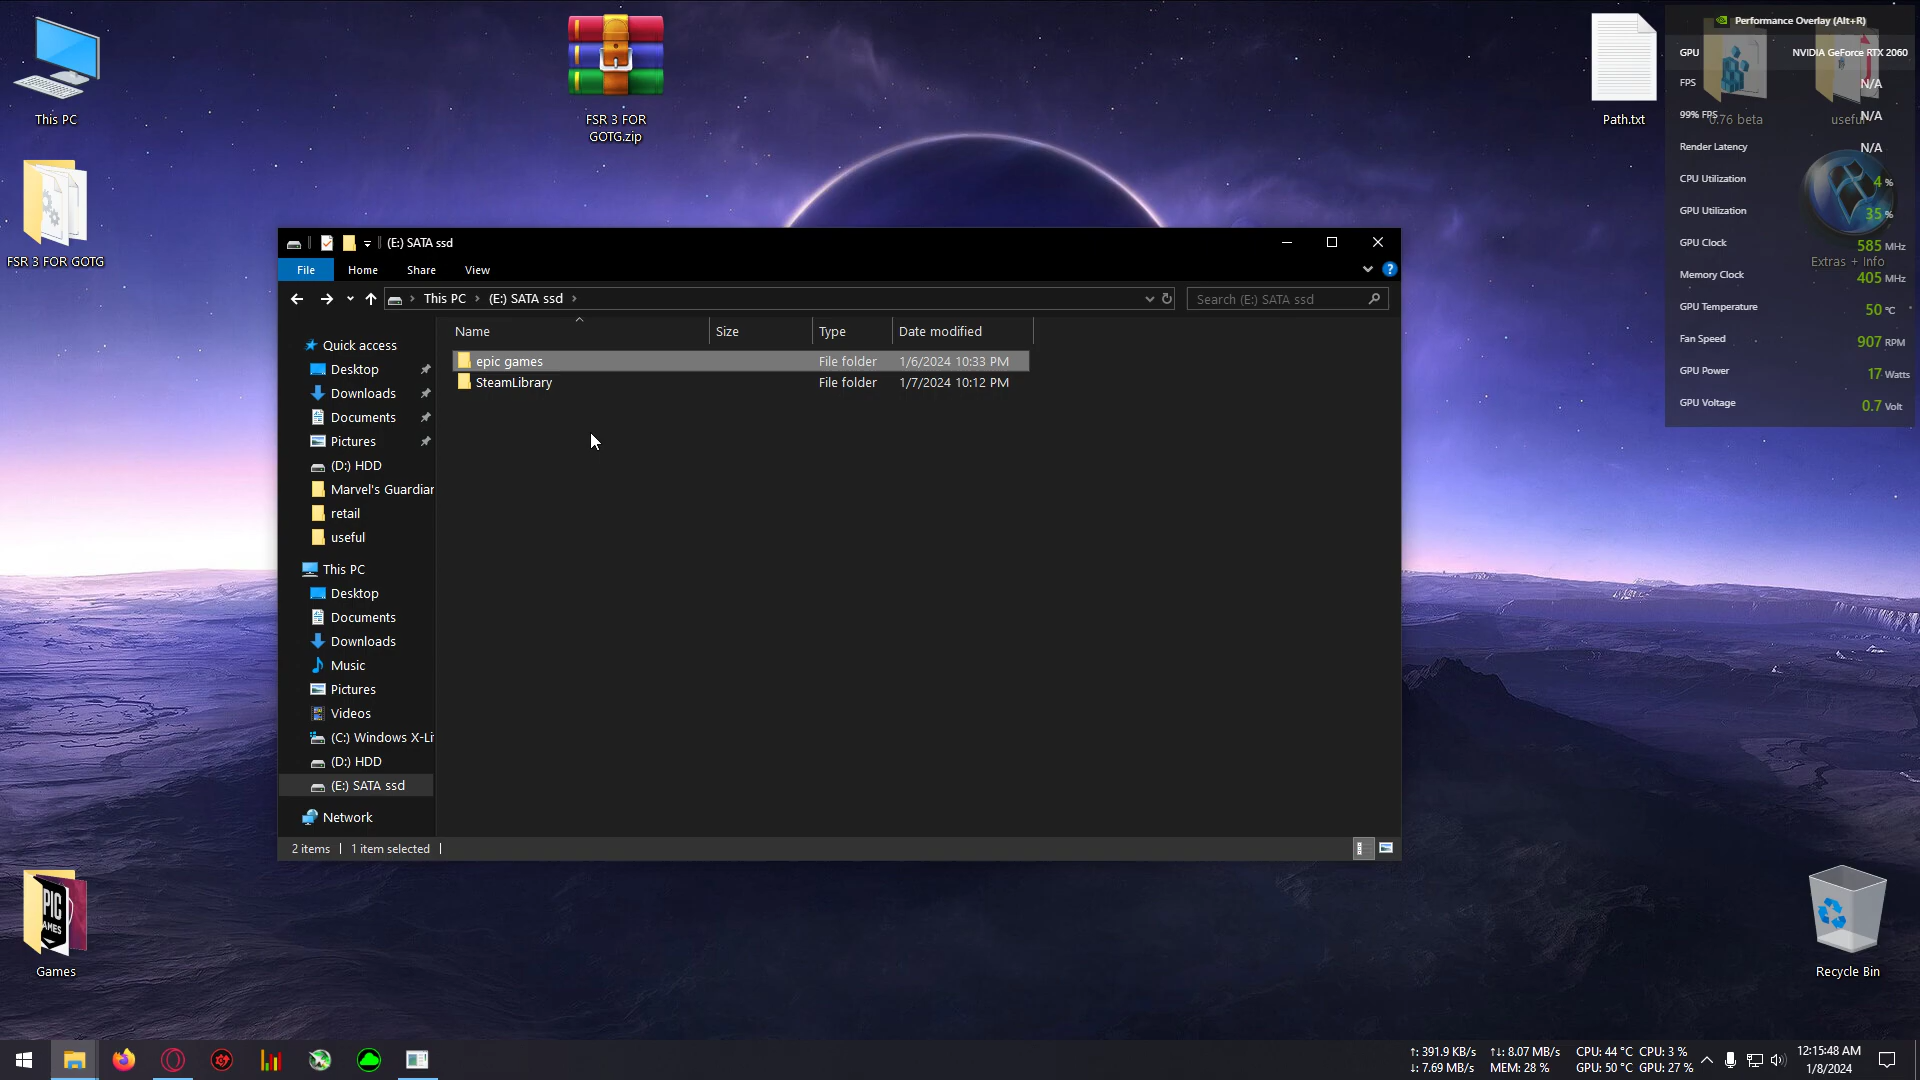 This PC
FSR 3 FOR
GOTG.zip
Path.txt
FSR 3 FOR GOTG
Performance Overlay (Alt+R)
GPU NVIDIA GeForce RTX 2060
FPS N/A
99% FPS N/A
0.76 beta
useful
Render Latency N/A
CPU Utilization 4 %
GPU Utilization 35 %
GPU Clock 585 MHz
Extras + Info
Memory Clock 405 MHz
GPU Temperature 50 °C
Fan Speed 907 RPM
GPU Power 17 Watts
GPU Voltage 0.7 Volt
(E:) SATA ssd
File Home Share View
This PC (E:) SATA ssd
Search (E:) SATA ssd
Name Size Type Date modified
epic games File folder 1/6/2024 10:33 PM
SteamLibrary File folder 1/7/2024 10:12 PM
Quick access
Desktop
Downloads
Documents
Pictures
(D:) HDD
Marvel's Guardian
retail
useful
This PC
Desktop
Documents
Downloads
Music
Pictures
Videos
(C:) Windows X-Li
(D:) HDD
(E:) SATA ssd
Network
2 items 1 item selected
PIC
AMES
Games
Recycle Bin
↑: 391.9 KB/s ↑↓: 8.07 MB/s CPU: 44 °C CPU: 3 %
↓: 7.69 MB/s MEM: 28 % GPU: 50 °C GPU: 27 %
12:15:48 AM
1/8/2024